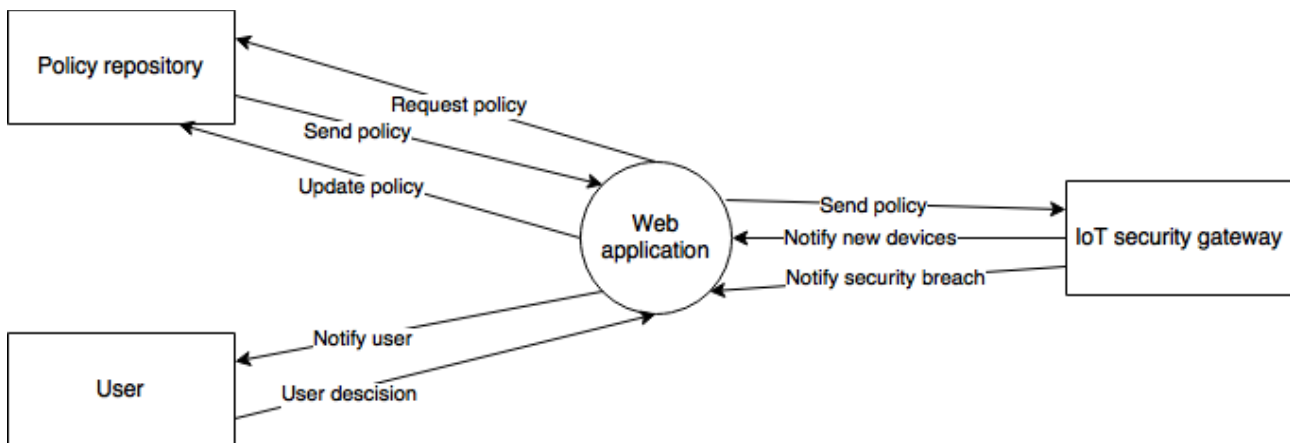 Policy repository
Request policy
Send policy
Update policy
Web
application
Send policy
Notify new devices
IoT security gateway
Notify security breach
Notify user
User
User descision